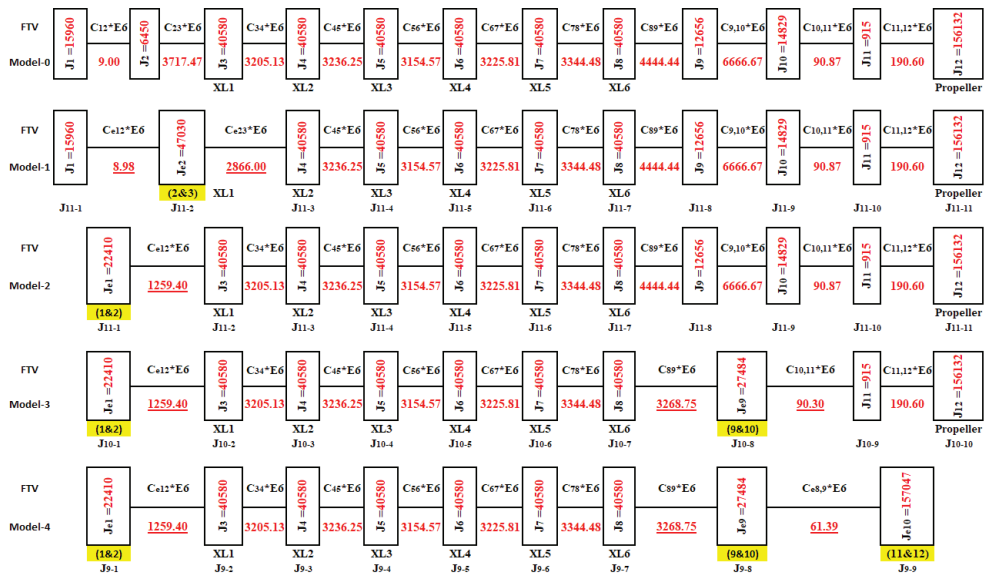 FTV C12*E6 C23*E6 C34*E6 C45*E6 C56*E6 C67*E6 C78*E6 C89*E6 C9,10*E6 C10,11*E6 C11,12*E6
J1 =15960 J2 =6450 J3 =40580 J4 =40580 J5 =40580 J6 =40580 J7 =40580 J8 =40580 J9 =12656 J10 =14829 J11 =915 J12 =156132
Model-0 9.00 3717.47 3205.13 3236.25 3154.57 3225.81 3344.48 4444.44 6666.67 90.87 190.60
XL1 XL2 XL3 XL4 XL5 XL6 Propeller
FTV Ce12*E6 Ce23*E6 C45*E6 C56*E6 C67*E6 C78*E6 C89*E6 C9,10*E6 C10,11*E6 C11,12*E6
J1 =15960 Je2 =47030 J4 =40580 J5 =40580 J6 =40580 J7 =40580 J8 =40580 J9 =12656 J10 =14829 J11 =915 J12 =156132
Model-1 8.98 2866.00 3236.25 3154.57 3225.81 3344.48 4444.44 6666.67 90.87 190.60
(2&3) XL1 XL2 XL3 XL4 XL5 XL6 Propeller
J11-1 J11-2 J11-3 J11-4 J11-5 J11-6 J11-7 J11-8 J11-9 J11-10 J11-11
FTV Ce12*E6 C34*E6 C45*E6 C56*E6 C67*E6 C78*E6 C89*E6 C9,10*E6 C10,11*E6 C11,12*E6
Je1 =22410 J3 =40580 J4 =40580 J5 =40580 J6 =40580 J7 =40580 J8 =40580 J9 =12656 J10 =14829 J11 =915 J12 =156132
Model-2 1259.40 3205.13 3236.25 3154.57 3225.81 3344.48 4444.44 6666.67 90.87 190.60
(1&2) XL1 XL2 XL3 XL4 XL5 XL6 Propeller
J11-1 J11-2 J11-3 J11-4 J11-5 J11-6 J11-7 J11-8 J11-9 J11-10 J11-11
FTV Ce12*E6 C34*E6 C45*E6 C56*E6 C67*E6 C78*E6 C89*E6 C10,11*E6 C11,12*E6
Je1 =22410 J3 =40580 J4 =40580 J5 =40580 J6 =40580 J7 =40580 J8 =40580 Je9 =27484 J11 =915 J12 =156132
Model-3 1259.40 3205.13 3236.25 3154.57 3225.81 3344.48 3268.75 90.30 190.60
(1&2) XL1 XL2 XL3 XL4 XL5 XL6 (9&10) Propeller
J10-1 J10-2 J10-3 J10-4 J10-5 J10-6 J10-7 J10-8 J10-9 J10-10
FTV Ce12*E6 C34*E6 C45*E6 C56*E6 C67*E6 C78*E6 C89*E6 Ce8,9*E6
Je1 =22410 J3 =40580 J4 =40580 J5 =40580 J6 =40580 J7 =40580 J8 =40580 Je9 =27484 Je10 =157047
Model-4 1259.40 3205.13 3236.25 3154.57 3225.81 3344.48 3268.75 61.39
(1&2) XL1 XL2 XL3 XL4 XL5 XL6 (9&10) (11&12)
J9-1 J9-2 J9-3 J9-4 J9-5 J9-6 J9-7 J9-8 J9-9